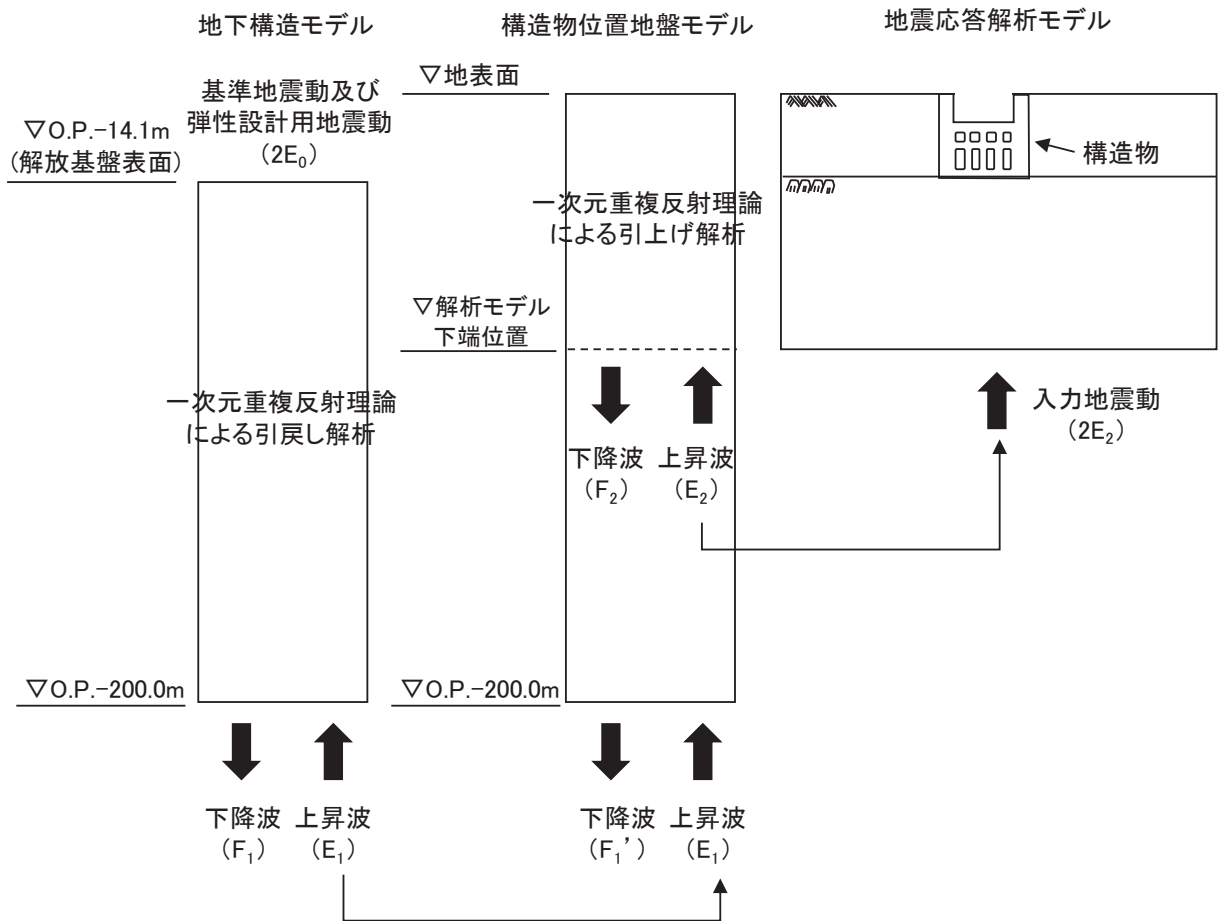 地下構造モデル
基準地震動及び
弾性設計用地震動
(2E₀)
▽O.P.-14.1m
(解放基盤表面)
一次元重複反射理論
による引戻し解析
▽O.P.-200.0m
下降波
(F₁)
上昇波
(E₁)
構造物位置地盤モデル
▽地表面
一次元重複反射理論
による引上げ解析
▽解析モデル
下端位置
下降波
(F₂)
上昇波
(E₂)
▽O.P.-200.0m
下降波
(F₁’)
上昇波
(E₁)
地震応答解析モデル
構造物
入力地震動
(2E₂)